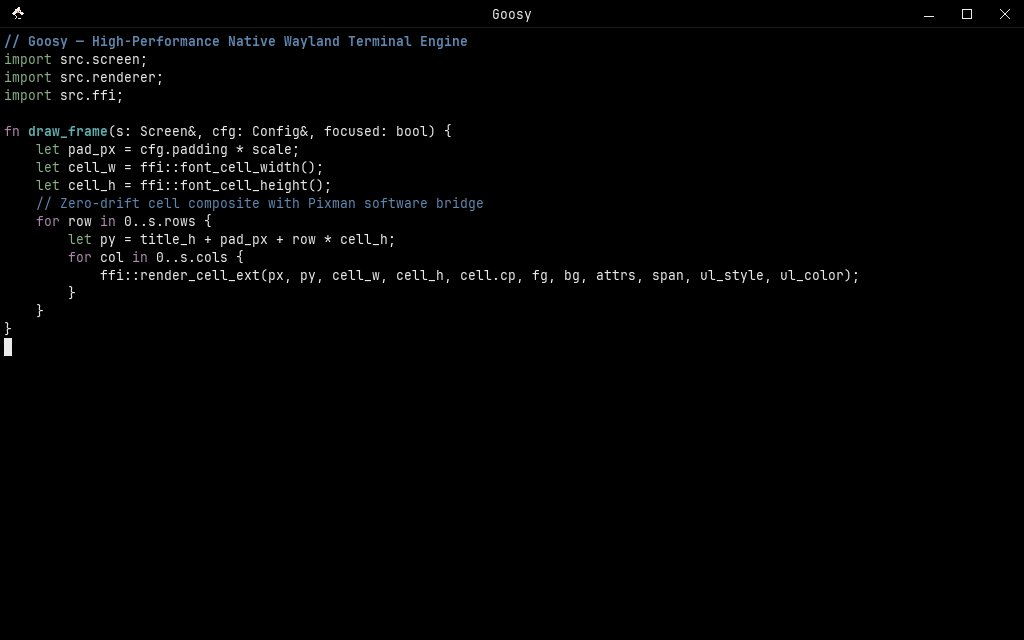 Goosy
// Goosy — High-Performance Native Wayland Terminal Engine
import src.screen;
import src.renderer;
import src.ffi;

fn draw_frame(s: Screen&, cfg: Config&, focused: bool) {
    let pad_px = cfg.padding * scale;
    let cell_w = ffi::font_cell_width();
    let cell_h = ffi::font_cell_height();
    // Zero-drift cell composite with Pixman software bridge
    for row in 0..s.rows {
        let py = title_h + pad_px + row * cell_h;
        for col in 0..s.cols {
            ffi::render_cell_ext(px, py, cell_w, cell_h, cell.cp, fg, bg, attrs, span, ul_style, ul_color);
        }
    }
}